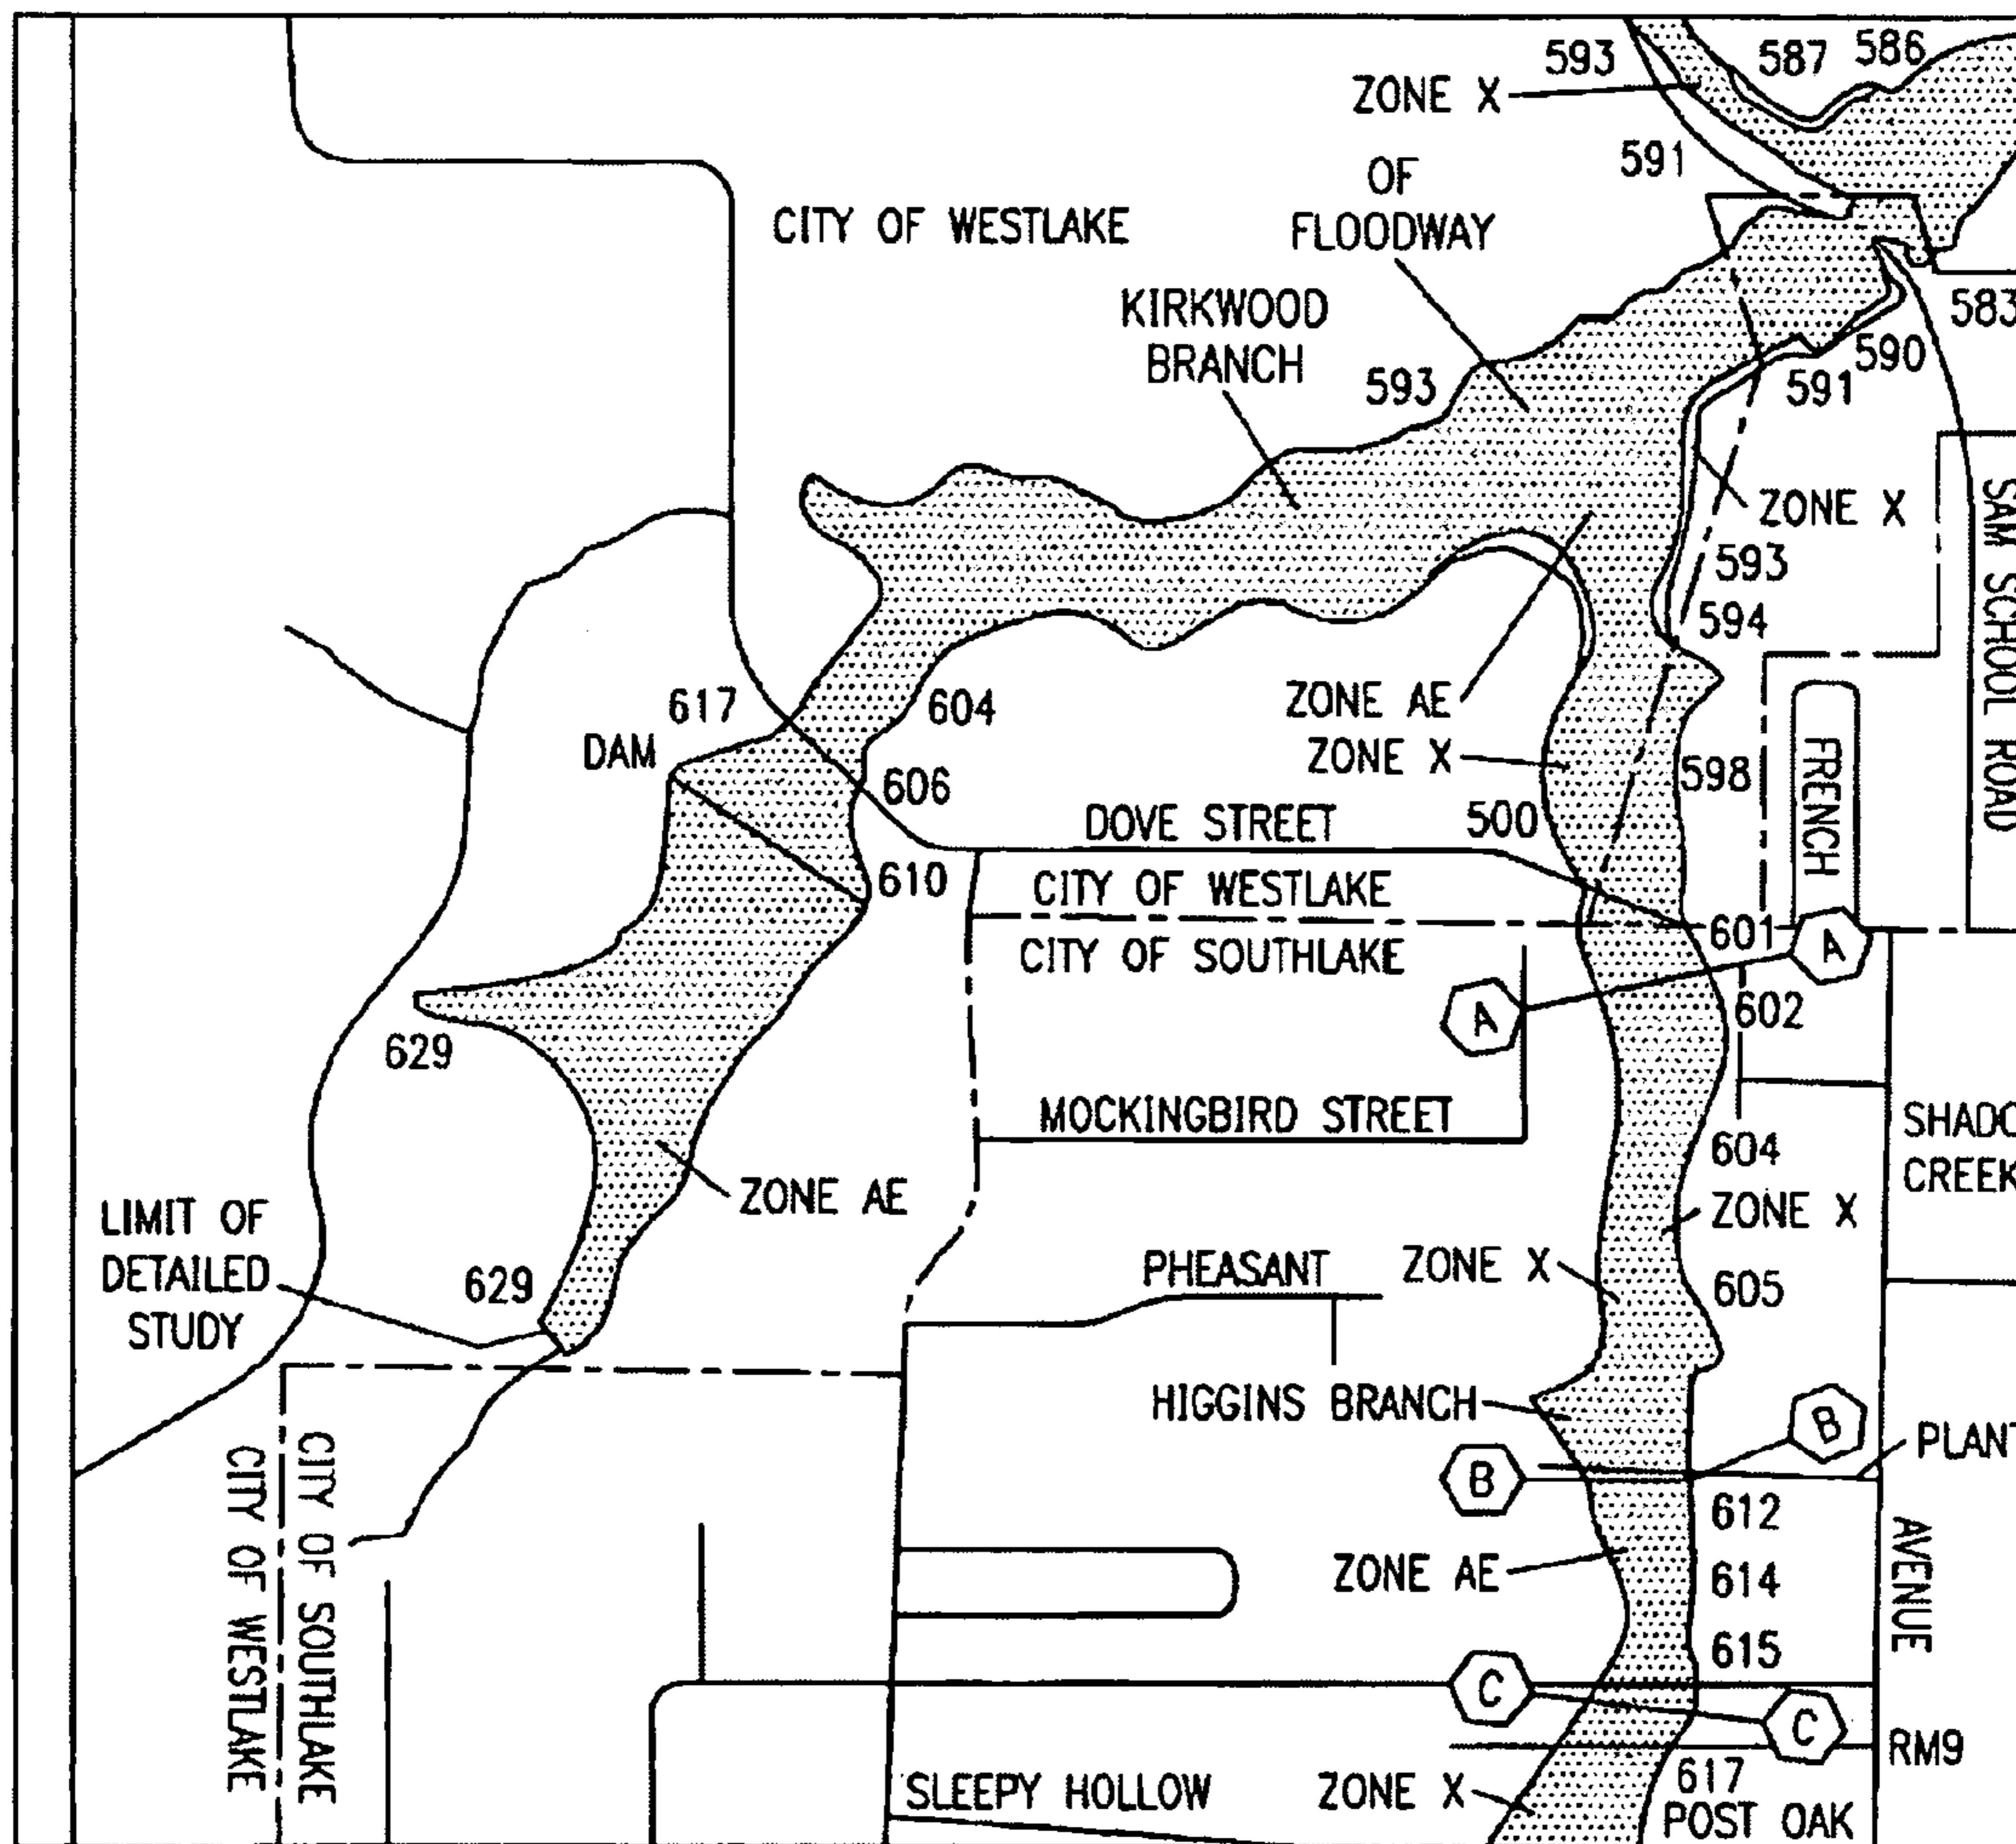 593
587
586
ZONE X
591
OF
FLOODWAY
CITY OF WESTLAKE
KIRKWOOD
BRANCH
583
590
591
593
ZONE X
593
594
SAM SCHOOL ROAD
617
604
ZONE AE
DAM
ZONE X
598
FRENCH
606
DOVE STREET
500
610
CITY OF WESTLAKE
601
A
CITY OF SOUTHLAKE
A
602
629
MOCKINGBIRD STREET
604
SHADO
CREEK
ZONE AE
ZONE X
LIMIT OF
DETAILED
STUDY
629
PHEASANT
ZONE X
605
HIGGINS BRANCH
B
PLANT
B
612
CITY OF SOUTHLAKE
CITY OF WESTLAKE
ZONE AE
614
AVENUE
615
C
C
RM9
SLEEPY HOLLOW
ZONE X
617
POST OAK